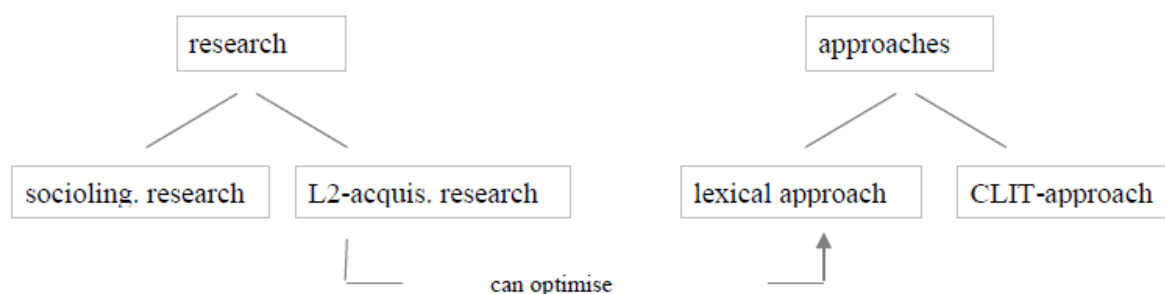 research
approaches
socioling. research
L2-acquis. research
lexical approach
CLIT-approach
can optimise